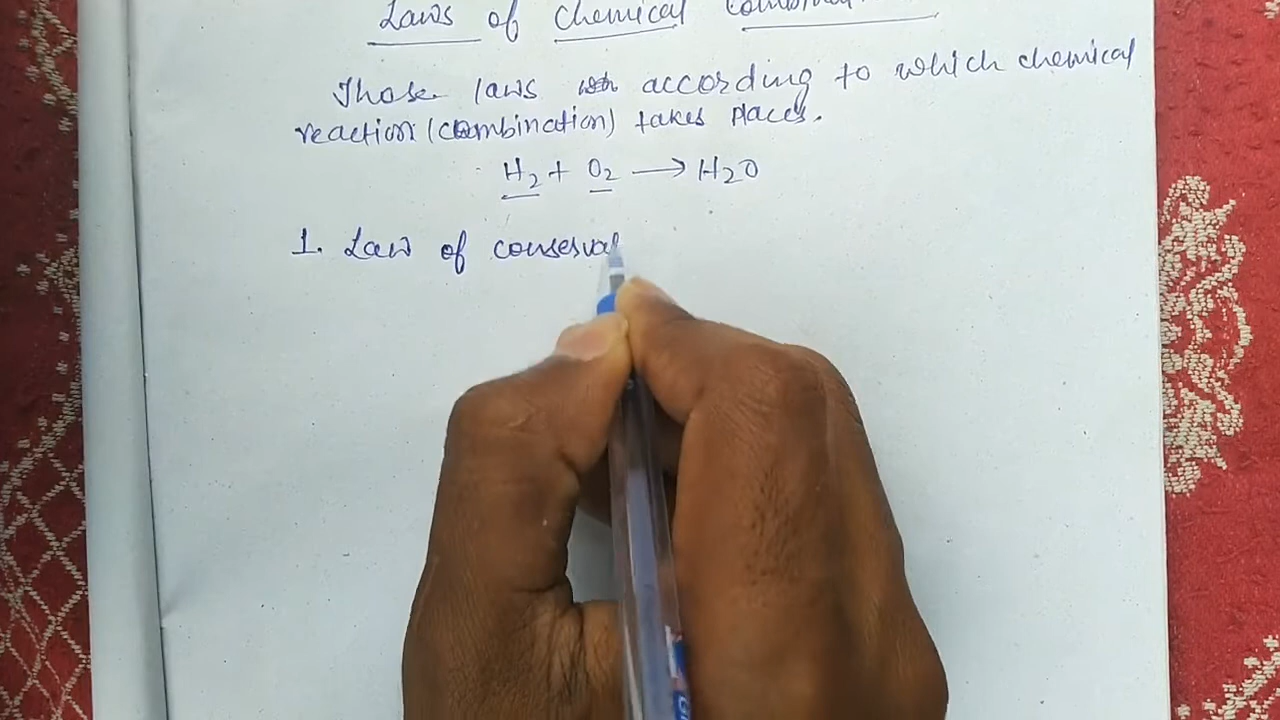 Laws of Chemical Combinat
Those laws according to which chemical
reaction (combination) takes places.
H2 + O2 → H2O
1. Law of conserva